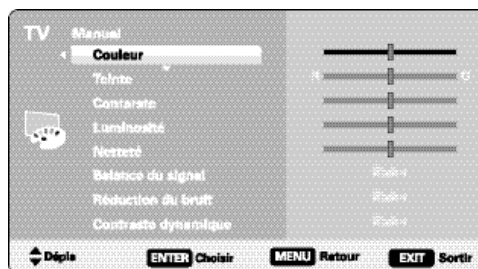 TV Manuel
Couleur
Teinte
R G
Contraste
Luminosité
Netteté
Balance du signal
Réduction du bruit
Contraste dynamique
Dépla ENTER Choisir MENU Retour EXIT Sortir